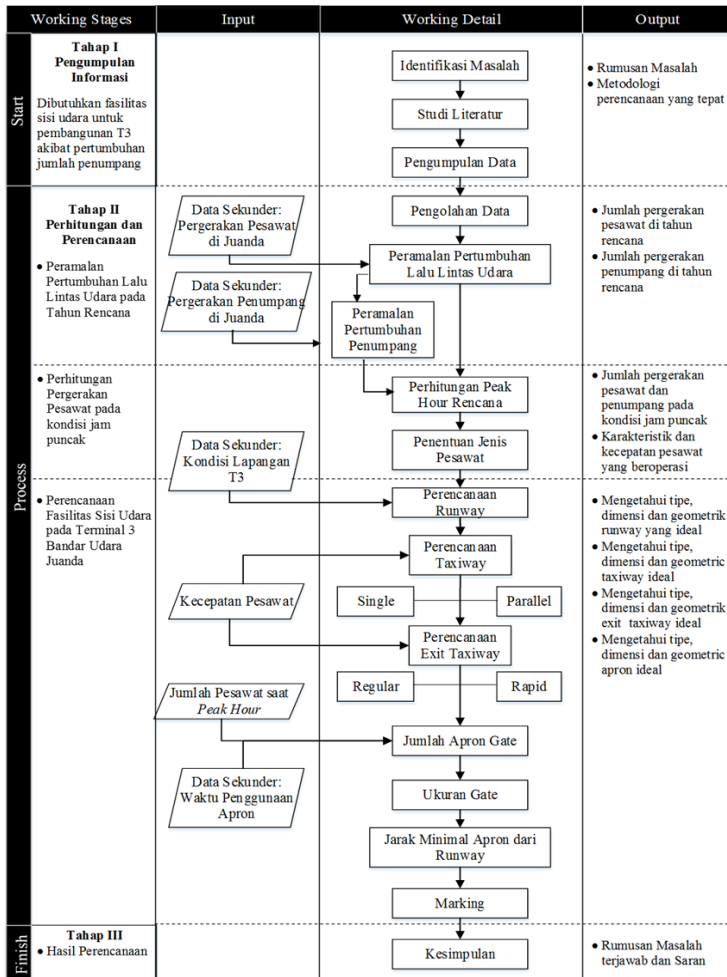 Working Stages
Input
Working Detail
Output
Start
Tahap I
Pengumpulan
Informasi
Dibutuhkan fasilitas
sisi udara untuk
pembangunan T3
akibat pertumbuhan
jumlah penumpang
Identifikasi Masalah
Studi Literatur
Pengumpulan Data
• Rumusan Masalah
• Metodologi
perencanaan yang tepat
Process
Tahap II
Perhitungan dan
Perencanaan
• Peramalan
Pertumbuhan Lalu
Lintas Udara pada
Tahun Rencana
Data Sekunder:
Pergerakan Pesawat
di Juanda
Data Sekunder:
Pergerakan Penumpang
di Juanda
Pengolahan Data
Peramalan Pertumbuhan
Lalu Lintas Udara
Peramalan
Pertumbuhan
Penumpang
• Jumlah pergerakan
pesawat di tahun
rencana
• Jumlah pergerakan
penumpang di tahun
rencana
• Perhitungan
Pergerakan
Pesawat pada
kondisi jam
puncak
Data Sekunder:
Kondisi Lapangan
T3
Perhitungan Peak
Hour Rencana
Penentuan Jenis
Pesawat
• Jumlah pergerakan
pesawat dan
penumpang pada
kondisi jam puncak
• Karakteristik dan
kecepatan pesawat
yang beroperasi
• Perencanaan
Fasilitas Sisi Udara
pada Terminal 3
Bandar Udara
Juanda
Kecepatan Pesawat
Jumlah Pesawat saat
Peak Hour
Data Sekunder:
Waktu Penggunaan
Apron
Perencanaan
Runway
Perencanaan
Taxiway
Single
Parallel
Perencanaan
Exit Taxiway
Regular
Rapid
Jumlah Apron Gate
Ukuran Gate
Jarak Minimal Apron dari
Runway
Marking
• Mengetahui tipe,
dimensi dan geometrik
runway yang ideal
• Mengetahui tipe,
dimensi dan geometric
taxiway ideal
• Mengetahui tipe,
dimensi dan geometrik
exit taxiway ideal
• Mengetahui tipe,
dimensi dan geometric
apron ideal
Finish
Tahap III
• Hasil Perencanaan
Kesimpulan
• Rumusan Masalah
terjawab dan Saran